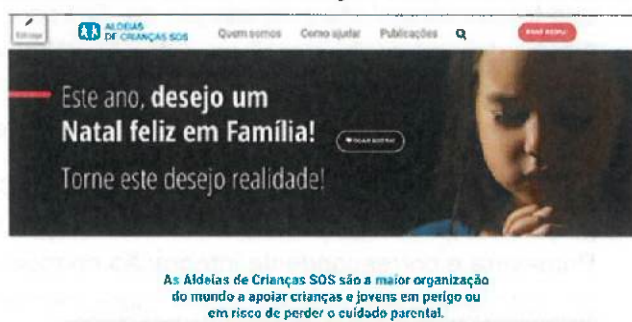 ALDEIAS
DE CRIANÇAS SOS
Quem somos Como ajudar Publicações
Este ano, desejo um
Natal feliz em Família!
Torne este desejo realidade!
As Aldeias de Crianças SOS são a maior organização
do mundo a apoiar crianças e jovens em perigo ou
em risco de perder o cuidado parental.